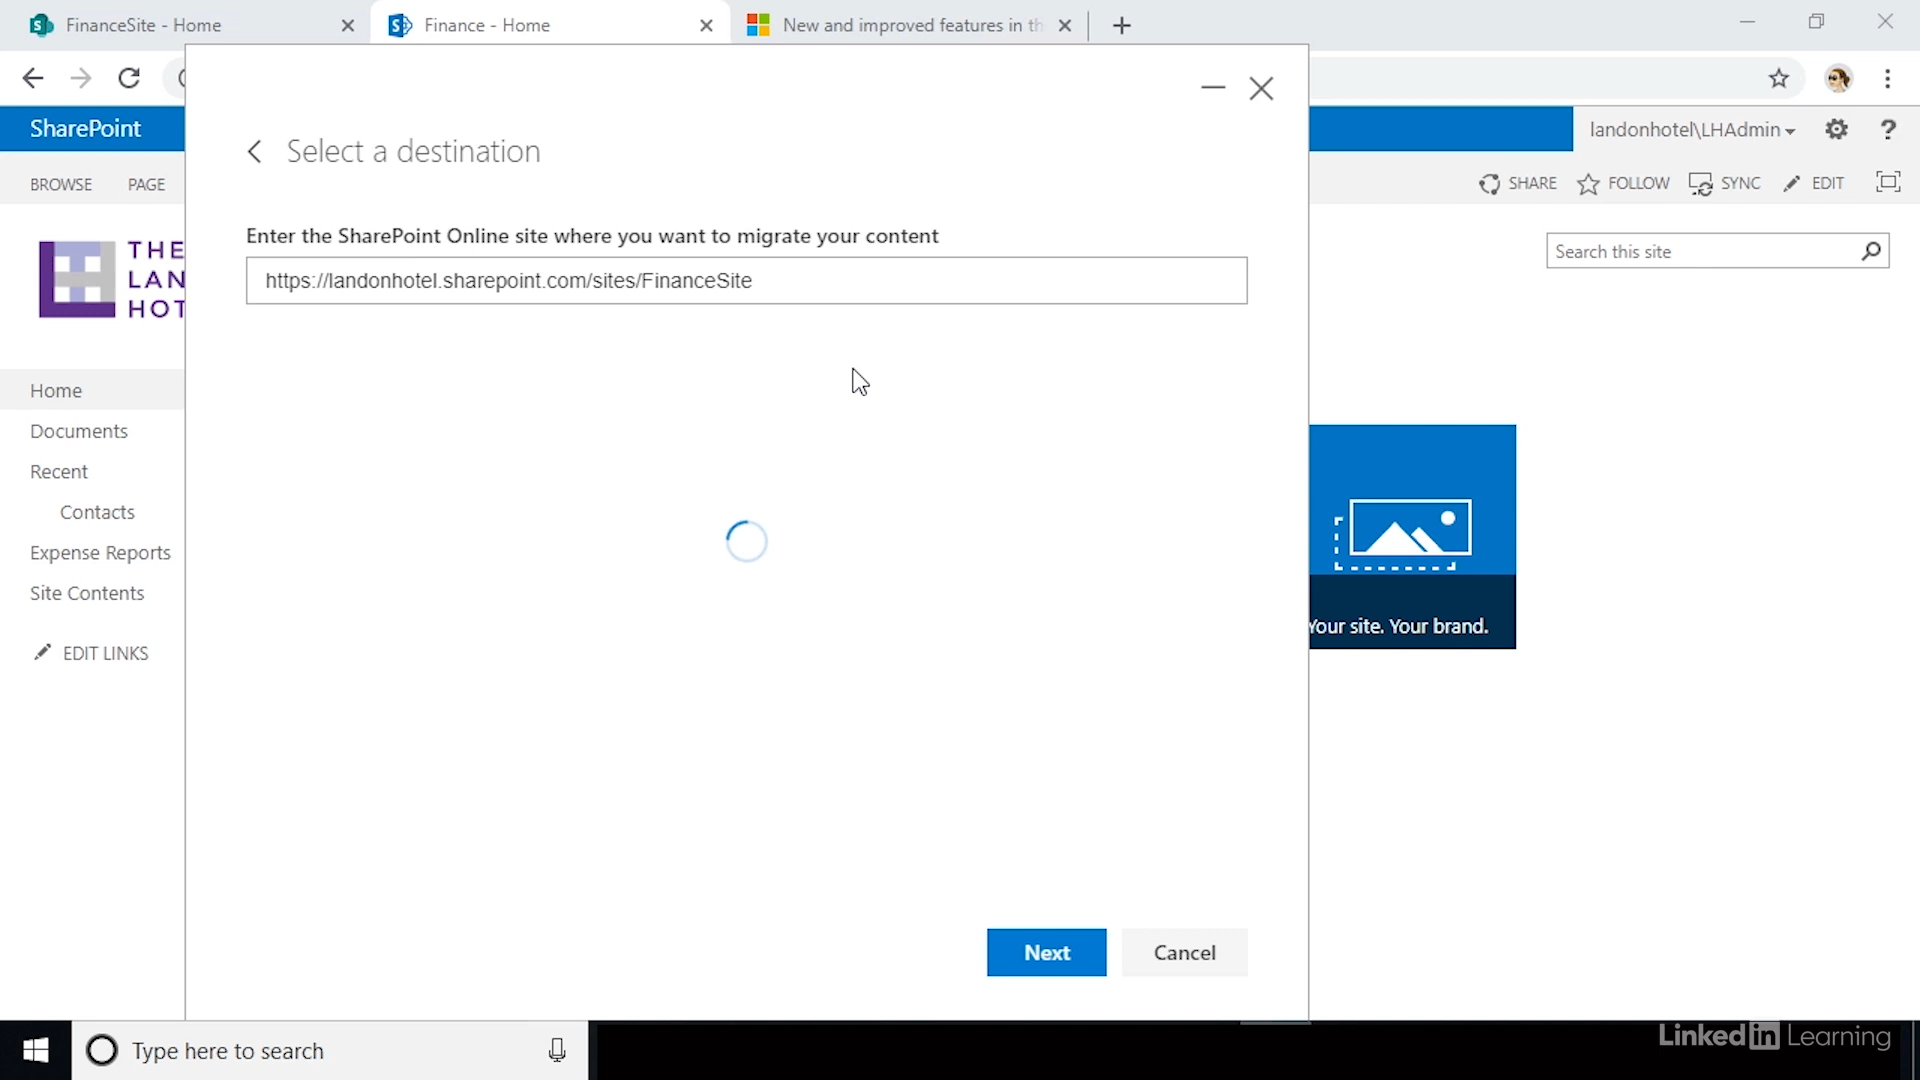 FinanceSite - Home
Finance - Home
New and improved features in th
SharePoint
landonhotel\LHAdmin
?
BROWSE
PAGE
SHARE
FOLLOW
SYNC
EDIT
Select a destination
Enter the SharePoint Online site where you want to migrate your content
https://landonhotel.sharepoint.com/sites/FinanceSite
Search this site
THE
LAN
HOT
Home
Documents
Recent
Contacts
Expense Reports
Site Contents
EDIT LINKS
Your site. Your brand.
Next
Cancel
Type here to search
LinkedIn Learning